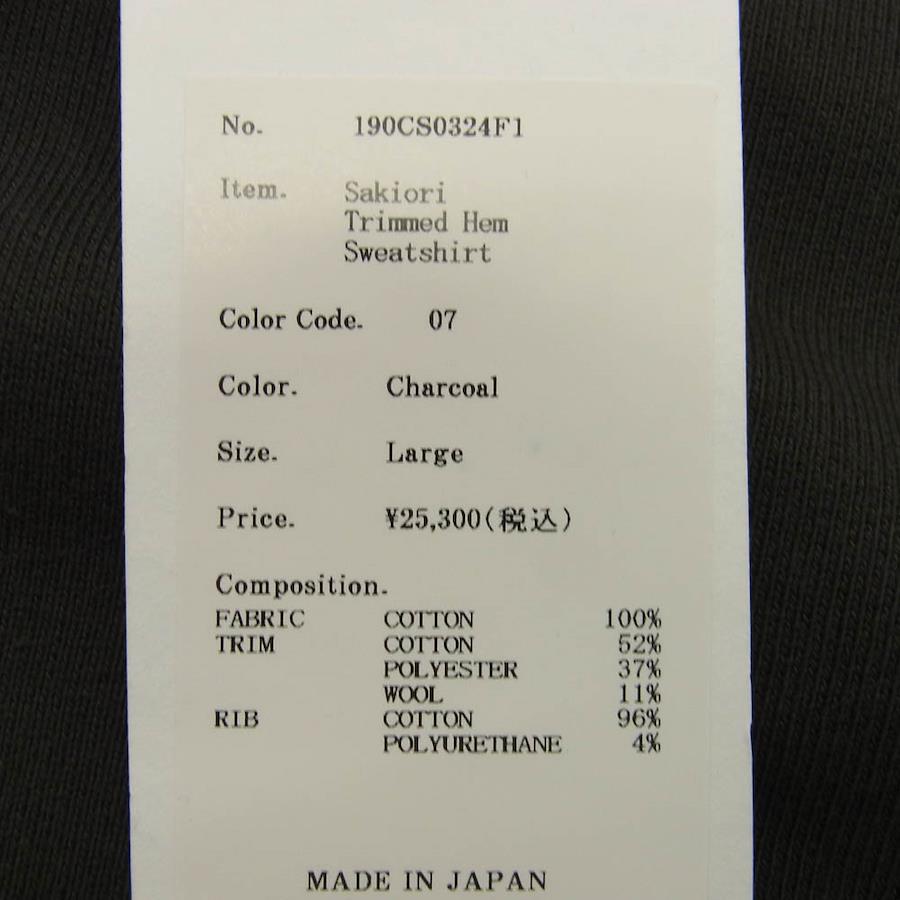 No. 190CS0324F1
Item. Sakiori
Trimmed Hem
Sweatshirt
Color Code. 07
Color. Charcoal
Size. Large
Price. ¥25,300(税込)
Composition.
FABRIC COTTON 100%
TRIM COTTON 52%
POLYESTER 37%
WOOL 11%
RIB COTTON 96%
POLYURETHANE 4%
MADE IN JAPAN